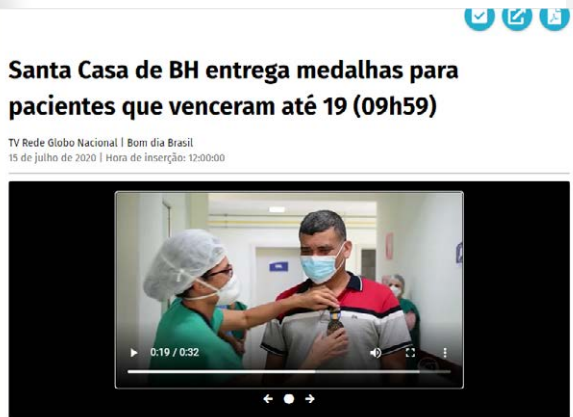 Santa Casa de BH entrega medalhas para
pacientes que venceram até 19 (09h59)
TV Rede Globo Nacional | Bom dia Brasil
15 de julho de 2020 | Hora de inserção: 12:00:00
0:19 / 0:32